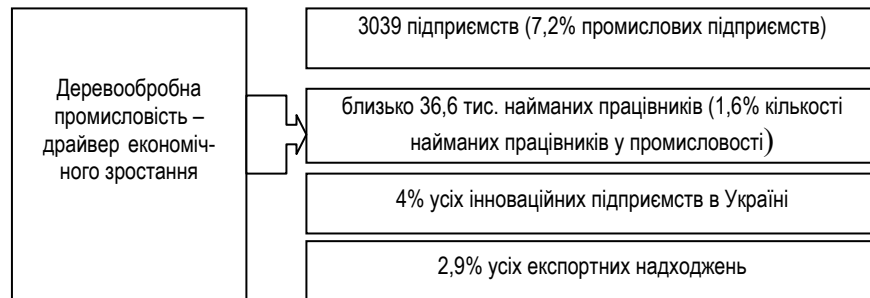 Деревообробна
промисловість –
драйвер економіч-
ного зростання
3039 підприємств (7,2% промислових підприємств)
близько 36,6 тис. найманих працівників (1,6% кількості
найманих працівників у промисловості)
4% усіх інноваційних підприємств в Україні
2,9% усіх експортних надходжень